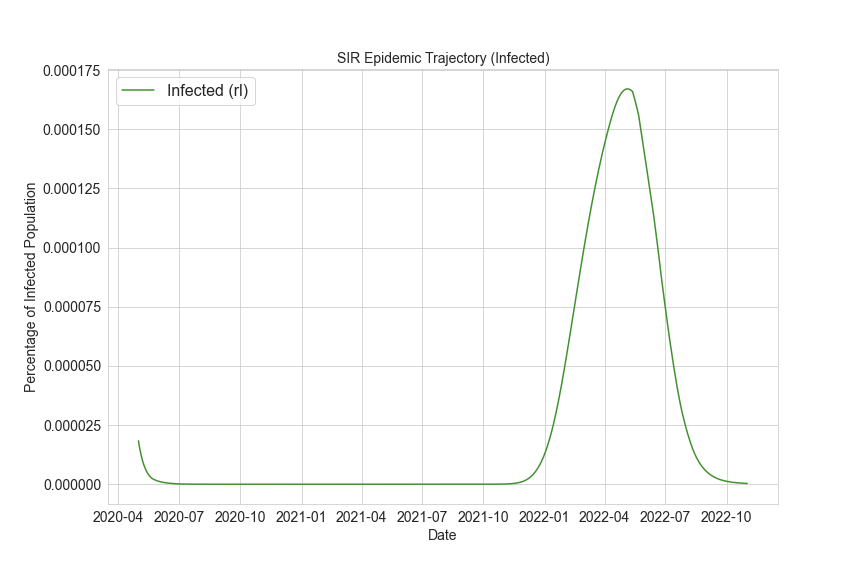 SIR Epidemic Trajectory (Infected)
Infected (rI)
Percentage of Infected Population
0.000175
0.000150
0.000125
0.000100
0.000075
0.000050
0.000025
0.000000
2020-04 2020-07 2020-10 2021-01 2021-04 2021-07 2021-10 2022-01 2022-04 2022-07 2022-10
Date